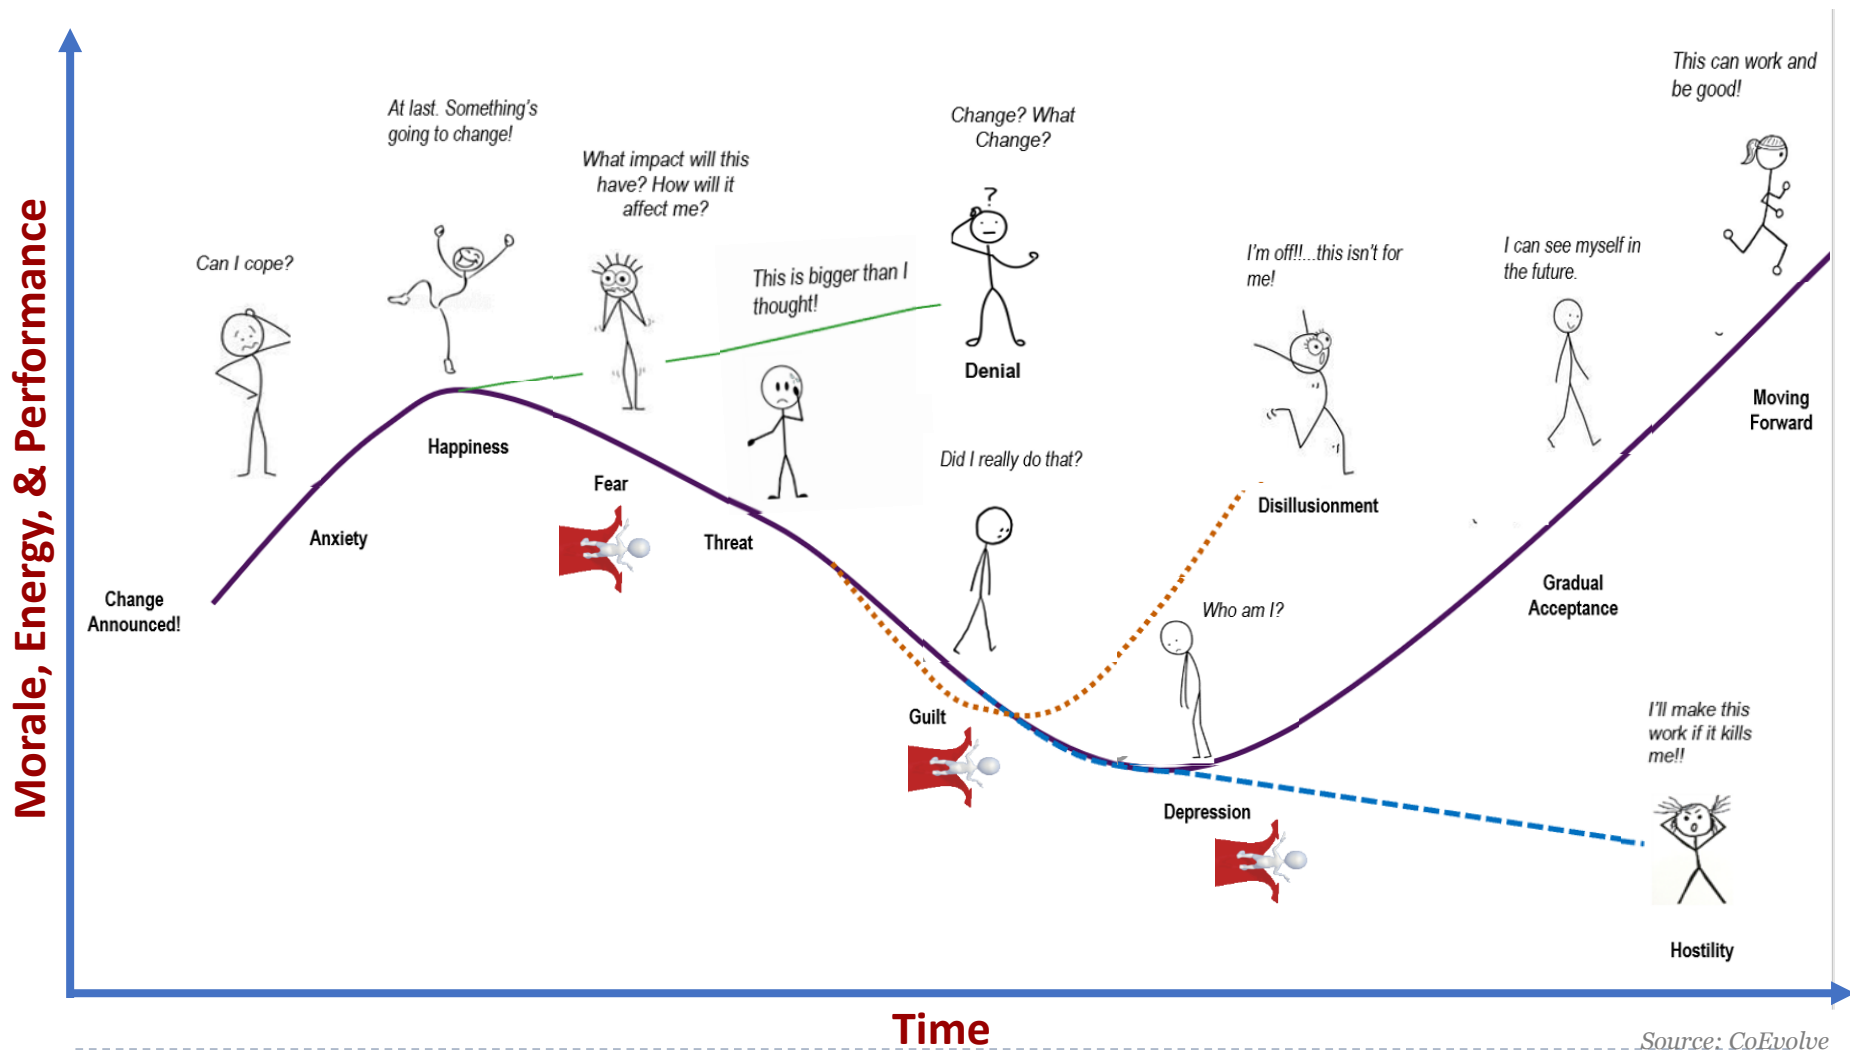 Morale, Energy, & Performance
Change
Announced!
Can I cope?
Anxiety
At last. Something's
going to change!
Happiness
What impact will this
have? How will it
affect me?
Fear
This is bigger than I
thought!
Threat
Change? What
Change?
?
Denial
Did I really do that?
Guilt
I'm off!!...this isn't for
me!
Disillusionment
Who am I?
Depression
I can see myself in
the future.
Gradual
Acceptance
This can work and
be good!
Moving
Forward
I'll make this
work if it kills
me!!
Hostility
Time
Source: CoEvolve